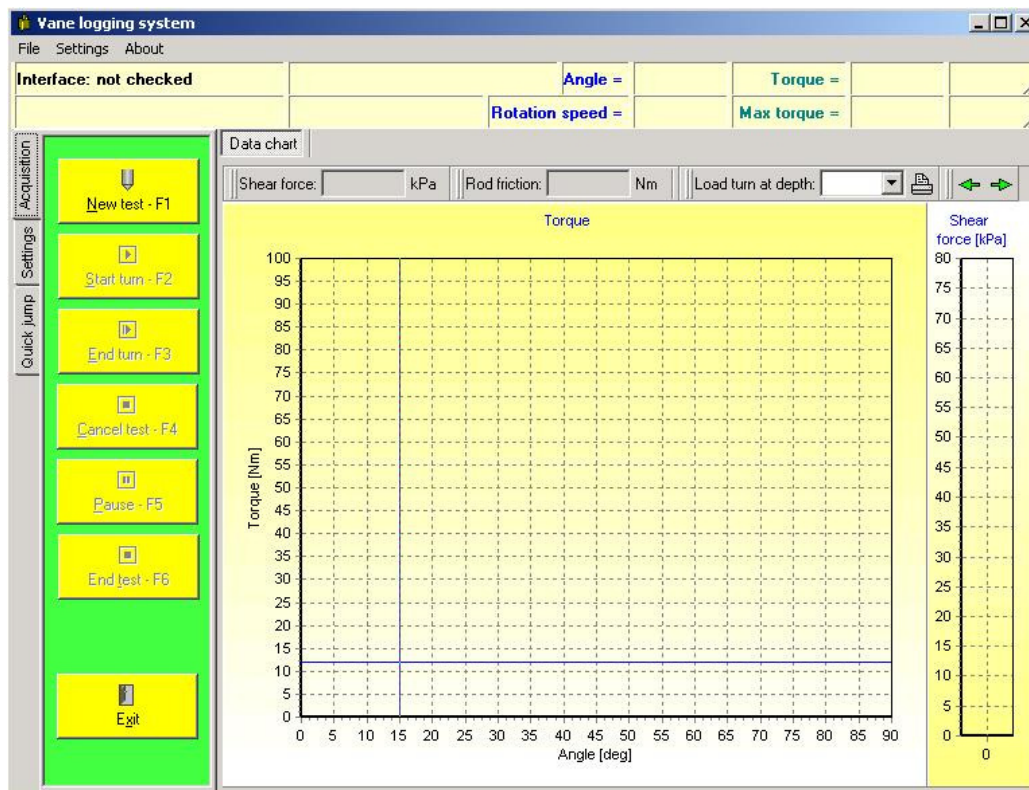 Vane logging system
File Settings About
Interface: not checked Angle = Torque =
Rotation speed = Max torque =
Acquisition
Settings
Quick jump
New test - F1
Start turn - F2
End turn - F3
Cancel test - F4
Pause - F5
End test - F6
Exit
Data chart
Shear force: kPa Rod friction: Nm Load turn at depth:
Torque
Torque [Nm]
100
95
90
85
80
75
70
65
60
55
50
45
40
35
30
25
20
15
10
5
0
0 5 10 15 20 25 30 35 40 45 50 55 60 65 70 75 80 85 90
Angle [deg]
Shear
force [kPa]
80
75
70
65
60
55
50
45
40
35
30
25
20
15
10
5
0
0